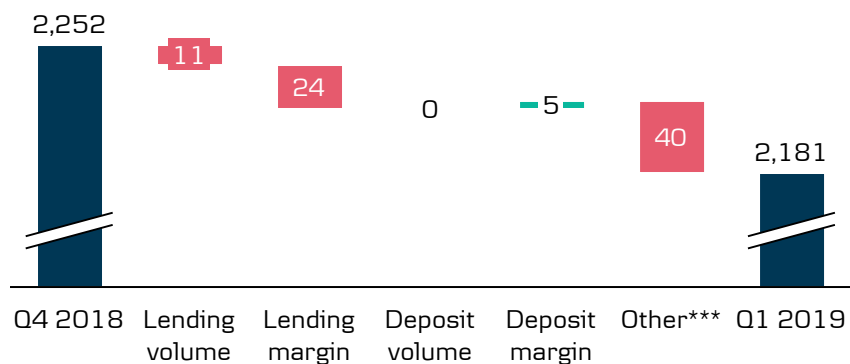 2,252
11
24
0
5
40
2,181
Q4 2018
Lending
volume
Lending
margin
Deposit
volume
Deposit
margin
Other***
Q1 2019